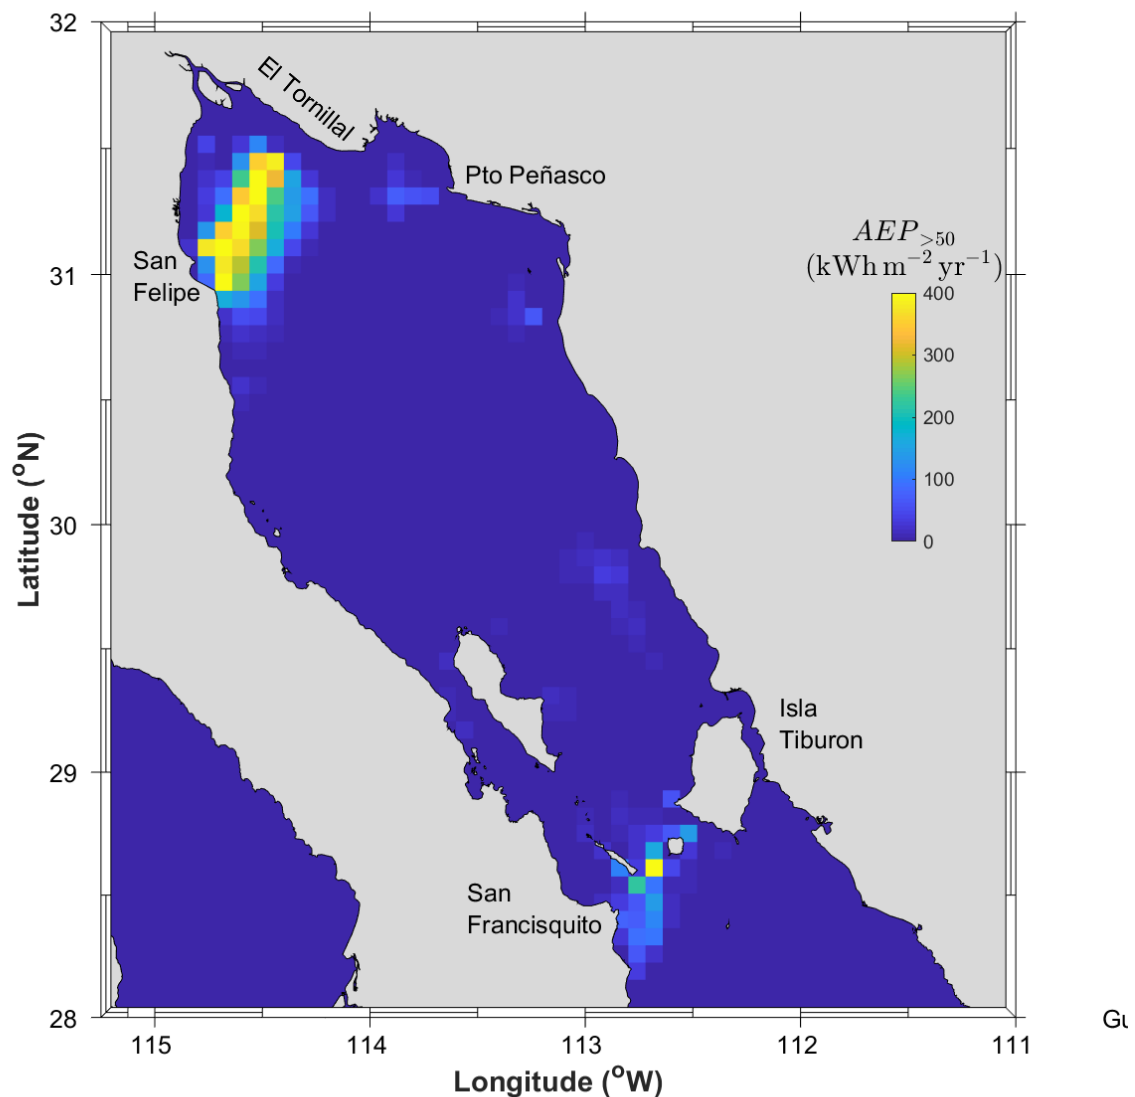 32
31
30
29
28
Latitude (°N)
El Tornillal
Pto Peñasco
San
Felipe
AEP>50
(kWh m−2 yr−1)
400
300
200
100
0
Isla
Tiburon
San
Francisquito
115
114
113
112
111
Longitude (°W)
Gu